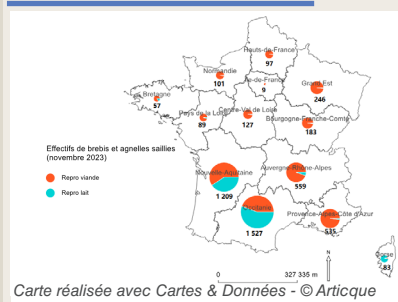 Hauts-de-France
97
Normandie
101
Ile-de-France
9
Grand Est
246
Bretagne
57
Pays de la Loire
89
Centre-Val de Loire
127
Bourgogne-Franche-Comté
183
Effectifs de brebis et agnelles saillies
(novembre 2023)
Repro viande
Repro lait
Nouvelle-Aquitaine
1 209
Auvergne-Rhône-Alpes
559
Occitanie
1 527
Provence-Alpes-Côte d'Azur
535
Corse
83
N
0
327 335 m
Carte réalisée avec Cartes & Données - © Articque